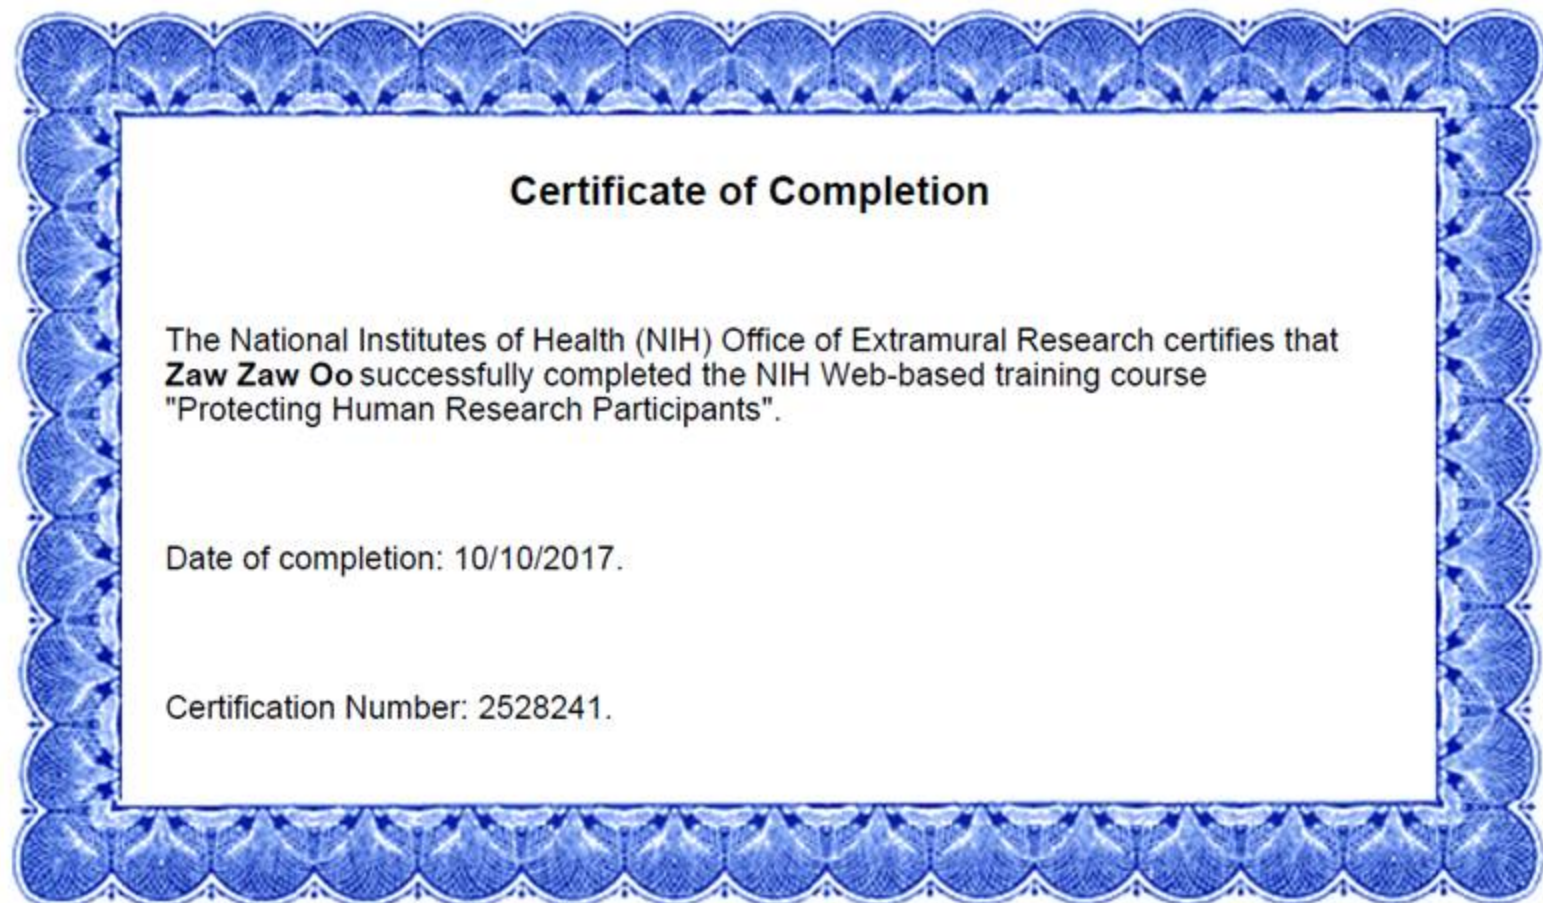 Certificate of Completion
The National Institutes of Health (NIH) Office of Extramural Research certifies that
Zaw Zaw Oo successfully completed the NIH Web-based training course
"Protecting Human Research Participants".
Date of completion: 10/10/2017.
Certification Number: 2528241.